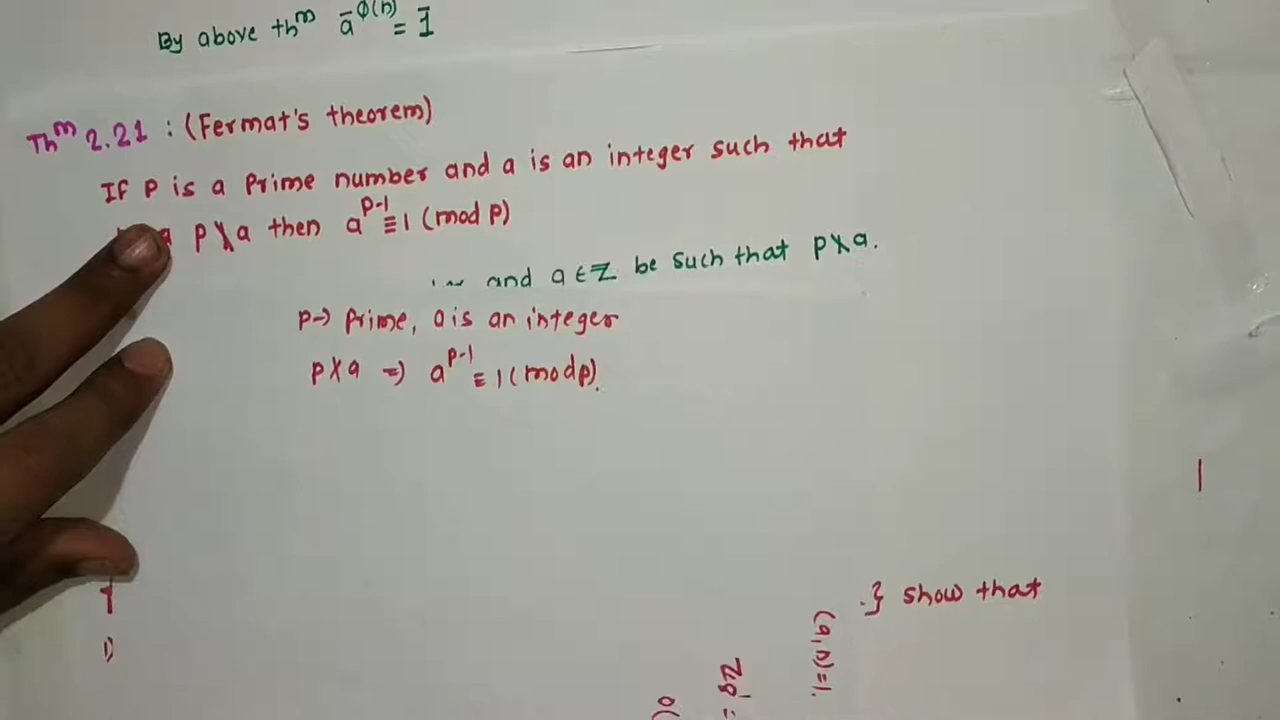 By above thm ā^ϕ(n) = 1̄
Thm 2.21 : (Fermat's theorem)
If P is a Prime number and a is an integer such that
p∤a then a^p-1 ≡ 1 (mod p)
and a ∈ Z be such that p∤a.
p→ prime, a is an integer
p∤a ⇒ a^p-1 ≡ 1 (mod p).
} show that
(a,n)=1.